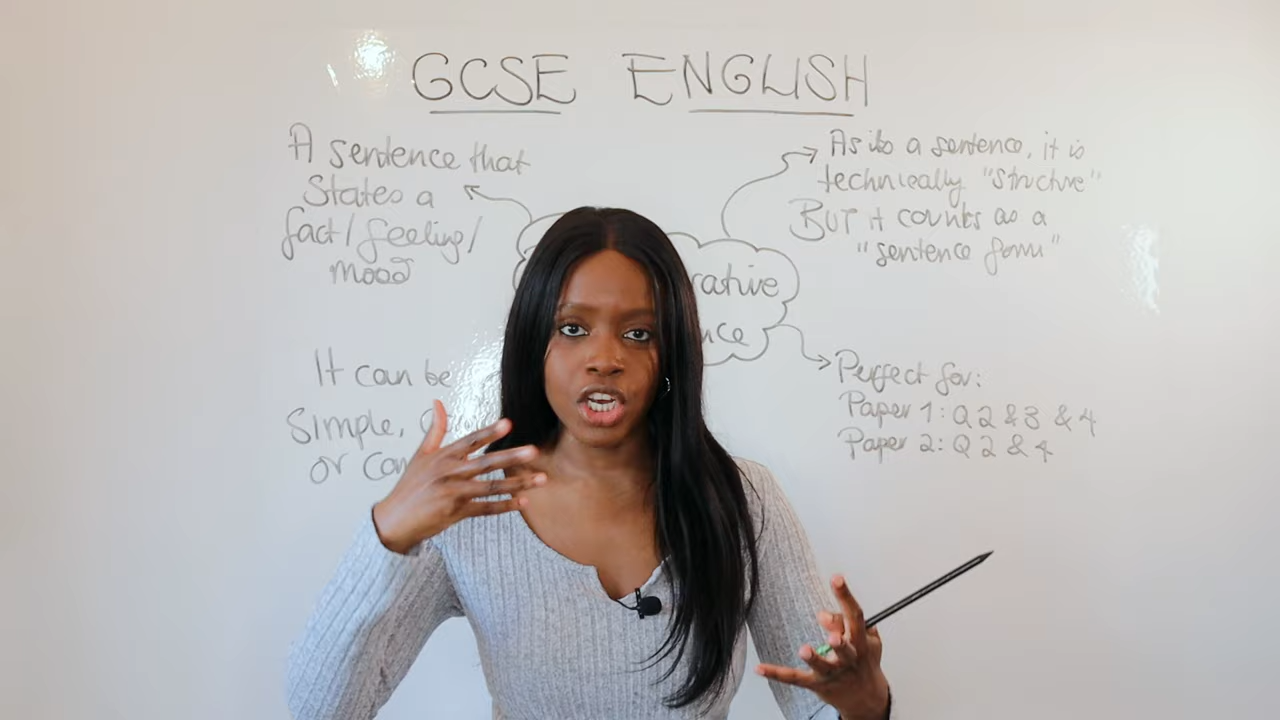 GCSE ENGLISH
A sentence that
States a
fact/feeling/
mood
It can be
Simple,
or
rative
As its a sentence, it is
technically "structure"
BUT it counts as a
"sentence form"
Perfect for:
Paper 1: Q2 & 3 & 4
Paper 2: Q2 & 4